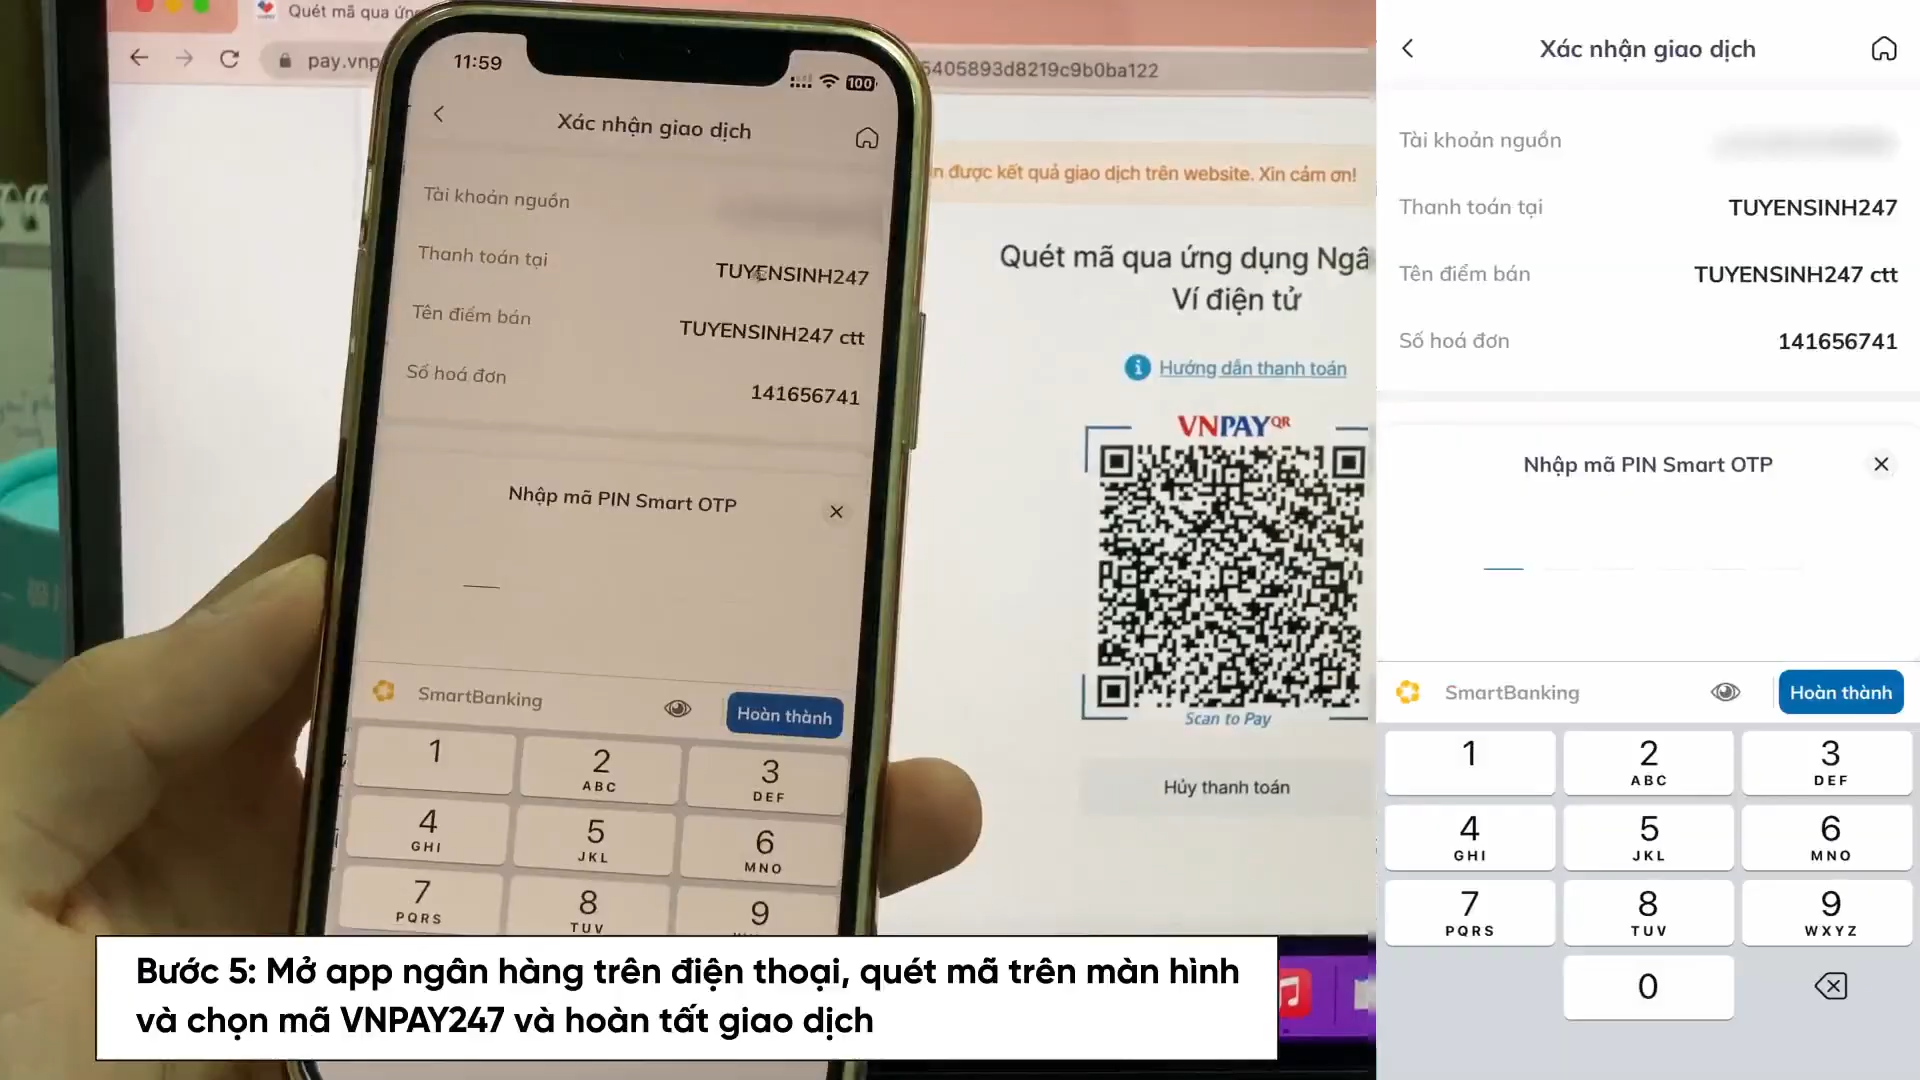 Quét mã qua ứn
pay.vnp
5405893d8219c9b0ba122
11:59
100
Xác nhận giao dịch
Tài khoản nguồn
Thanh toán tại
TUYENSINH247
Tên điểm bán
TUYENSINH247 ctt
Số hoá đơn
141656741
Nhập mã PIN Smart OTP
SmartBanking
Hoàn thành
1
2
ABC
3
DEF
4
GHI
5
JKL
6
MNO
7
PQRS
8
TUV
9
n được kết quả giao dịch trên website. Xin cảm ơn!
Quét mã qua ứng dụng Ngâ
Ví điện tử
Hướng dẫn thanh toán
VNPAYQR
Scan to Pay
Hủy thanh toán
Xác nhận giao dịch
Tài khoản nguồn
Thanh toán tại
TUYENSINH247
Tên điểm bán
TUYENSINH247 ctt
Số hoá đơn
141656741
Nhập mã PIN Smart OTP
SmartBanking
Hoàn thành
1
2
ABC
3
DEF
4
GHI
5
JKL
6
MNO
7
PQRS
8
TUV
9
WXYZ
0
Bước 5: Mở app ngân hàng trên điện thoại, quét mã trên màn hình
và chọn mã VNPAY247 và hoàn tất giao dịch